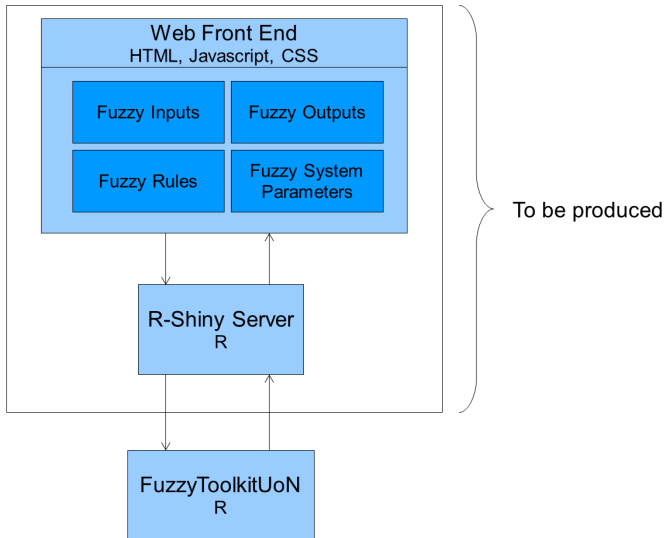 Web Front End
HTML, Javascript, CSS
Fuzzy Inputs
Fuzzy Outputs
Fuzzy Rules
Fuzzy System
Parameters
To be produced
R-Shiny Server
R
FuzzyToolkitUoN
R